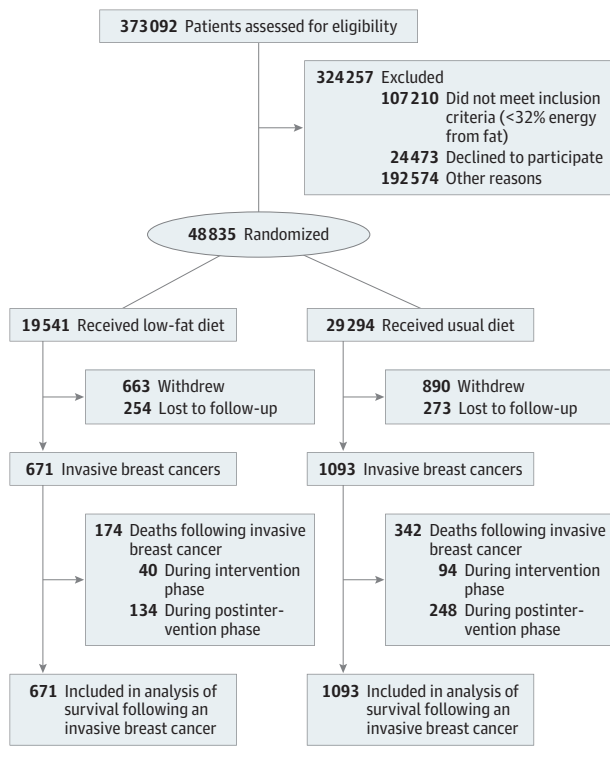 373092 Patients assessed for eligibility
324257 Excluded
107210 Did not meet inclusion
criteria (<32% energy
from fat)
24473 Declined to participate
192574 Other reasons
48835 Randomized
19541 Received low-fat diet
663 Withdrew
254 Lost to follow-up
671 Invasive breast cancers
174 Deaths following invasive
breast cancer
40 During intervention
phase
134 During postinter-
vention phase
671 Included in analysis of
survival following an
invasive breast cancer
29294 Received usual diet
890 Withdrew
273 Lost to follow-up
1093 Invasive breast cancers
342 Deaths following invasive
breast cancer
94 During intervention
phase
248 During postinter-
vention phase
1093 Included in analysis of
survival following an
invasive breast cancer